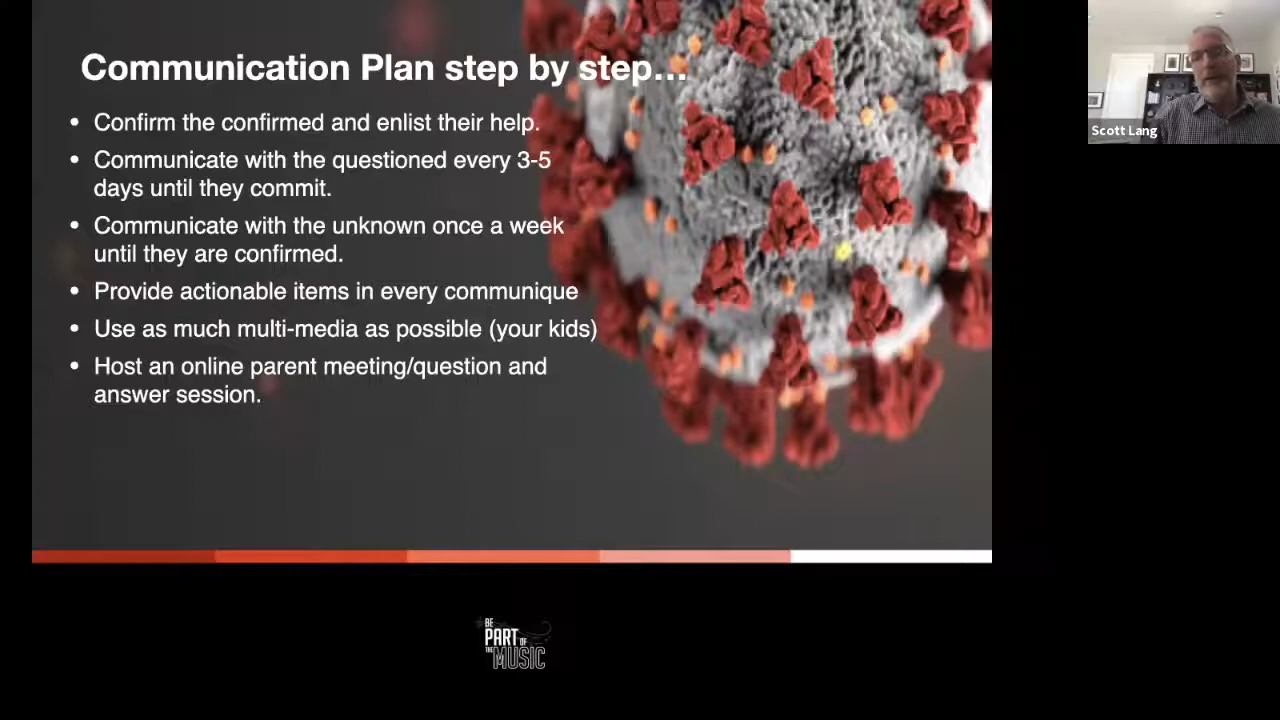 Communication Plan step by step...
• Confirm the confirmed and enlist their help.
• Communicate with the questioned every 3-5
days until they commit.
• Communicate with the unknown once a week
until they are confirmed.
• Provide actionable items in every communique
• Use as much multi-media as possible (your kids)
• Host an online parent meeting/question and
answer session.
Scott Lang
BE
PART OF
THE MUSIC